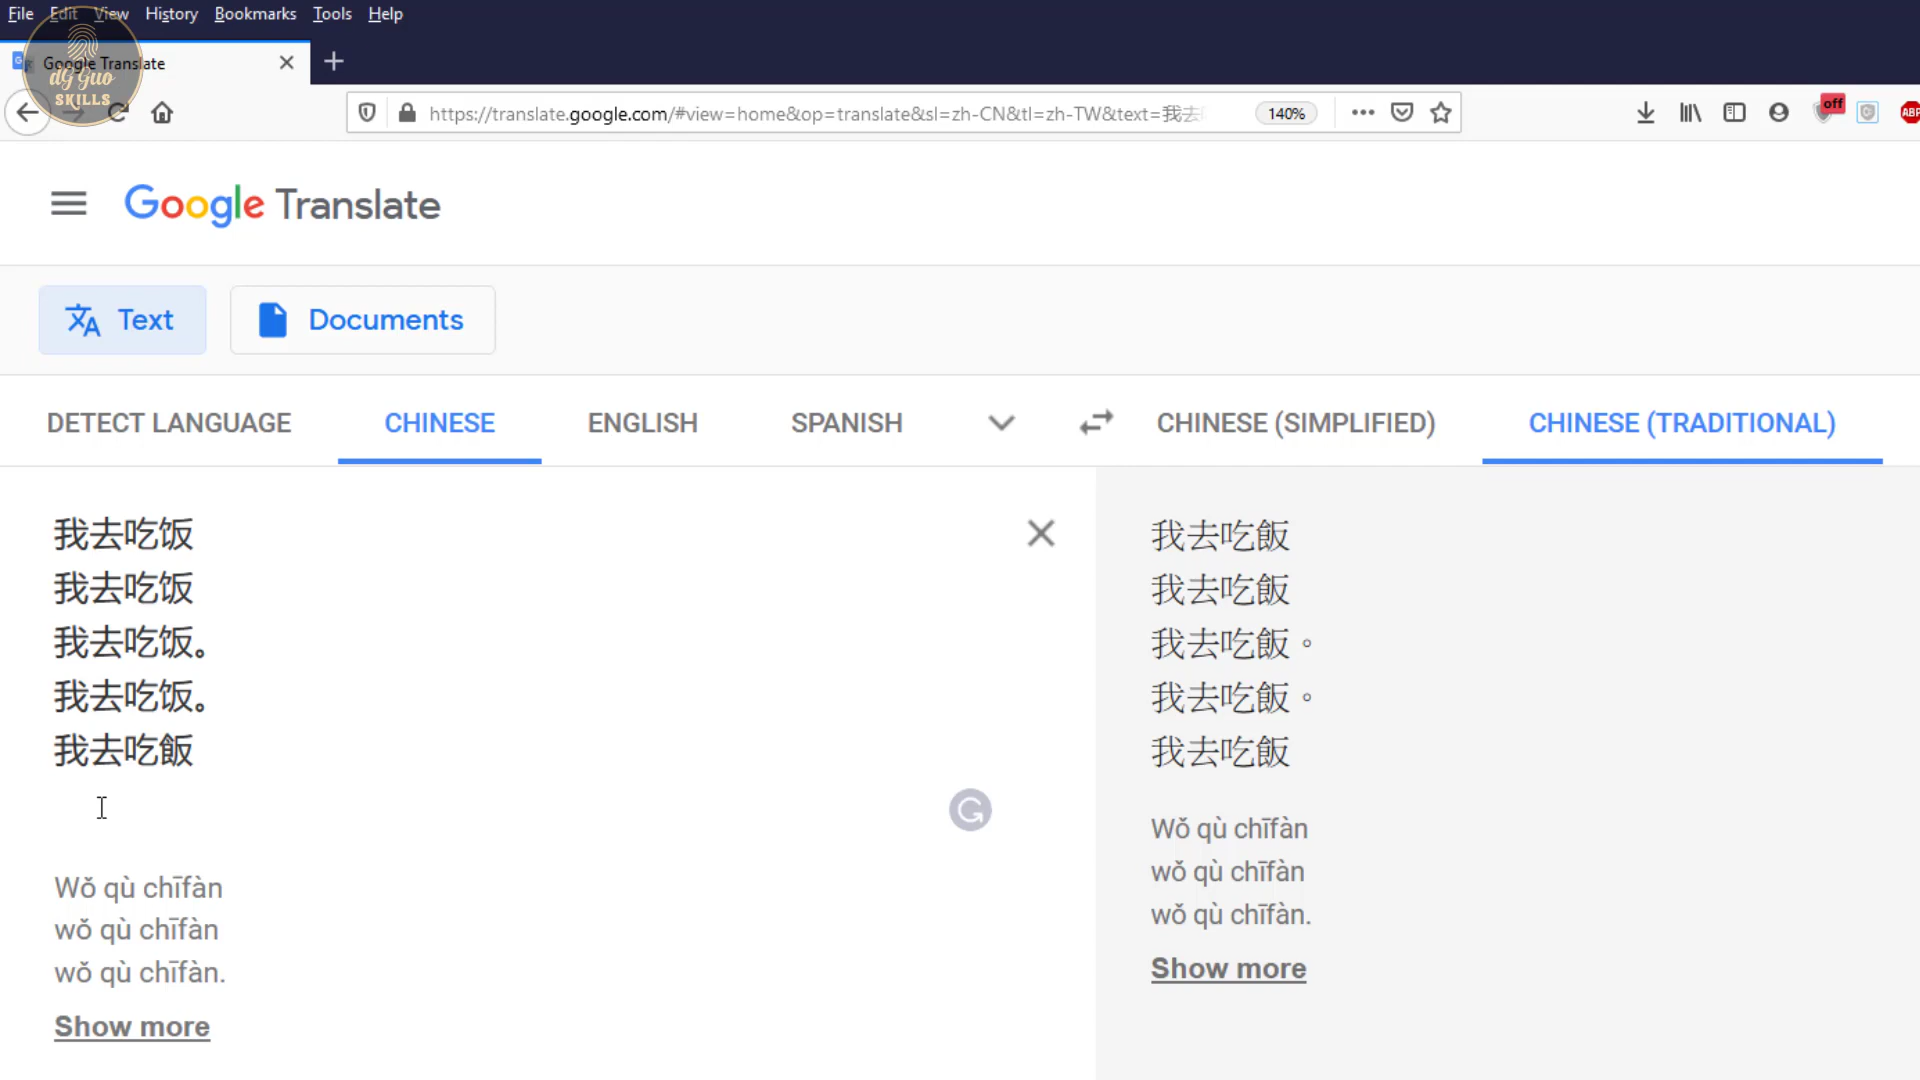 File Edit View History Bookmarks Tools Help
Google Translate
dG Guo
SKILLS
https://translate.google.com/#view=home&op=translate&sl=zh-CN&tl=zh-TW&text=我去
140%
off
ABP
Google Translate
Text
Documents
DETECT LANGUAGE
CHINESE
ENGLISH
SPANISH
CHINESE (SIMPLIFIED)
CHINESE (TRADITIONAL)
我去吃饭
我去吃饭
我去吃饭。
我去吃饭。
我去吃飯
Wǒ qù chīfàn
wǒ qù chīfàn
wǒ qù chīfàn.
Show more
我去吃飯
我去吃飯
我去吃飯。
我去吃飯。
我去吃飯
Wǒ qù chīfàn
wǒ qù chīfàn
wǒ qù chīfàn.
Show more